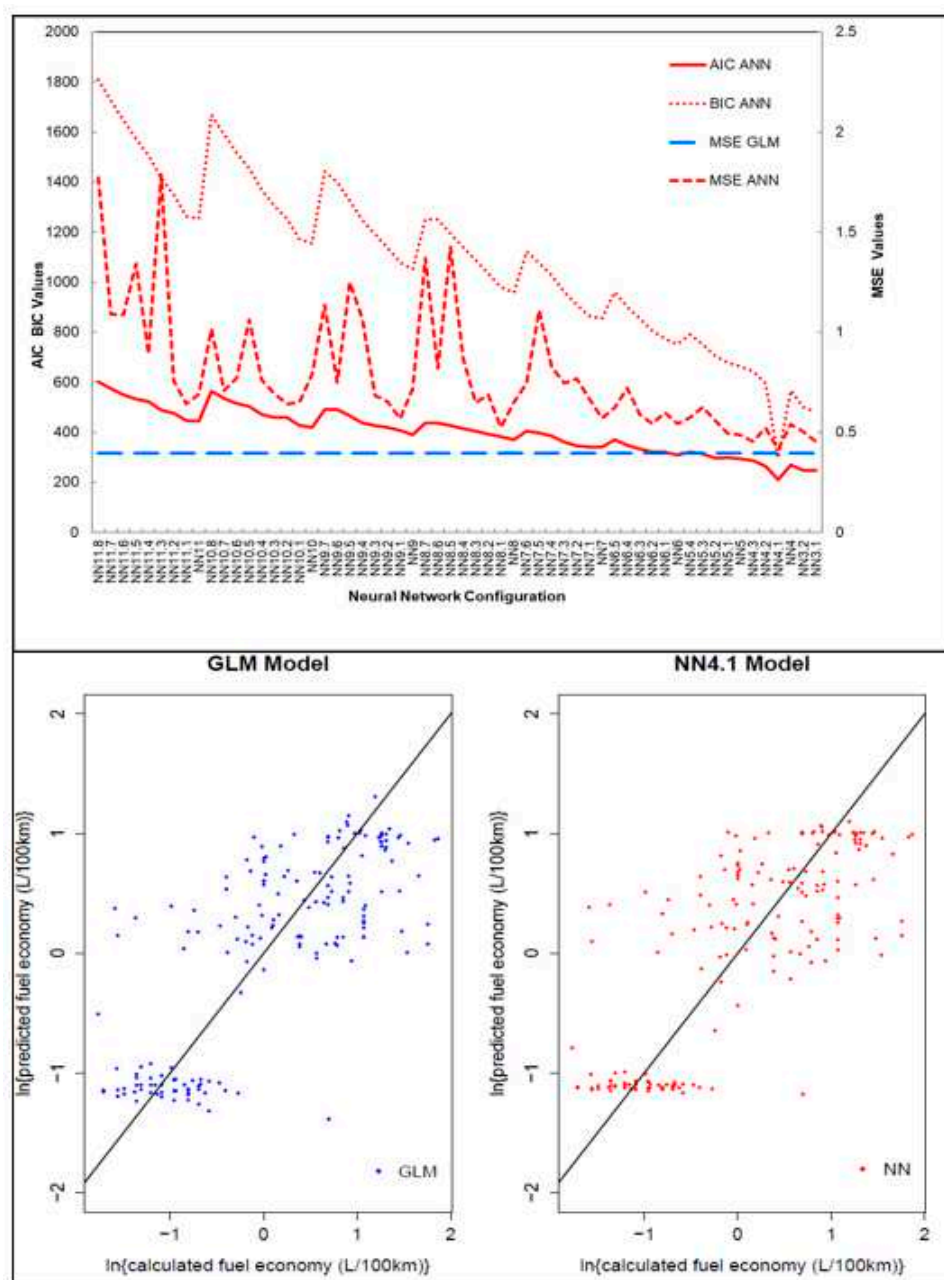 2000
1800
1600
1400
1200
1000
800
600
400
200
0
AIC BIC Values
2.5
2
1.5
1
0.5
0
MSE Values
AIC ANN
BIC ANN
MSE GLM
MSE ANN
NN11.8
NN11.7
NN11.6
NN11.5
NN11.4
NN11.3
NN11.2
NN11.1
NN11
NN10.8
NN10.7
NN10.6
NN10.5
NN10.4
NN10.3
NN10.2
NN10.1
NN10
NN9.7
NN9.6
NN9.5
NN9.4
NN9.3
NN9.2
NN9.1
NN9
NN8.7
NN8.6
NN8.5
NN8.4
NN8.3
NN8.2
NN8.1
NN8
NN7.6
NN7.5
NN7.4
NN7.3
NN7.2
NN7.1
NN7
NN6.5
NN6.4
NN6.3
NN6.2
NN6.1
NN6
NN5.4
NN5.3
NN5.2
NN5.1
NN5
NN4.3
NN4.2
NN4.1
NN4
NN3.2
NN3.1
Neural Network Configuration
GLM Model
ln{predicted fuel economy (L/100km)}
2
1
0
−1
−2
GLM
−1
0
1
2
ln{calculated fuel economy (L/100km)}
NN4.1 Model
ln{predicted fuel economy (L/100km)}
2
1
0
−1
−2
NN
−1
0
1
2
ln{calculated fuel economy (L/100km)}